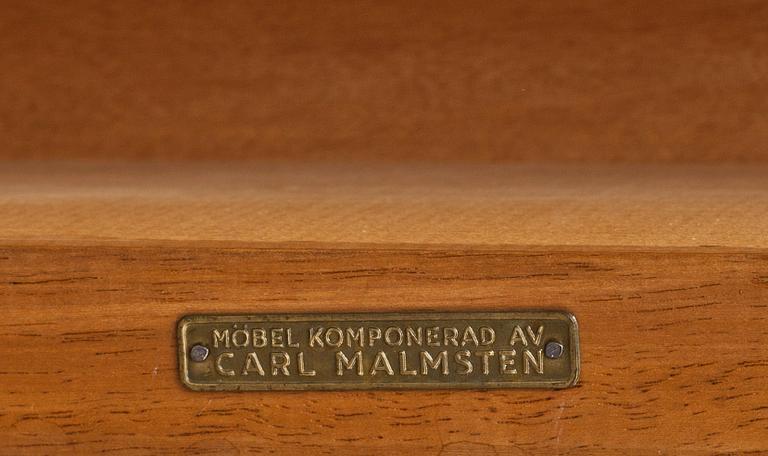 MÖBEL KOMPONERAD AV
CARL MALMSTEN